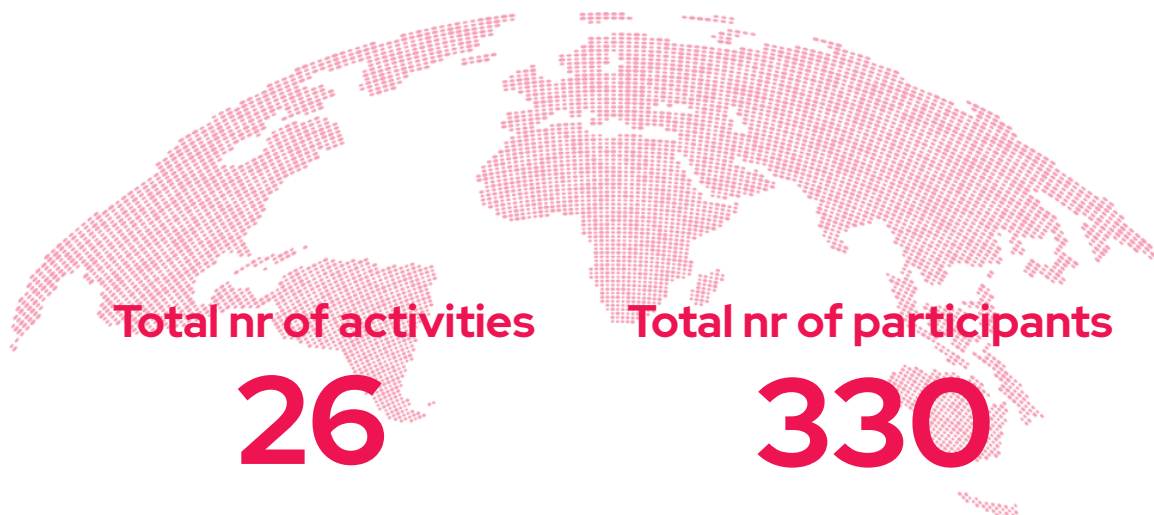 Total nr of activities
26
Total nr of participants
330